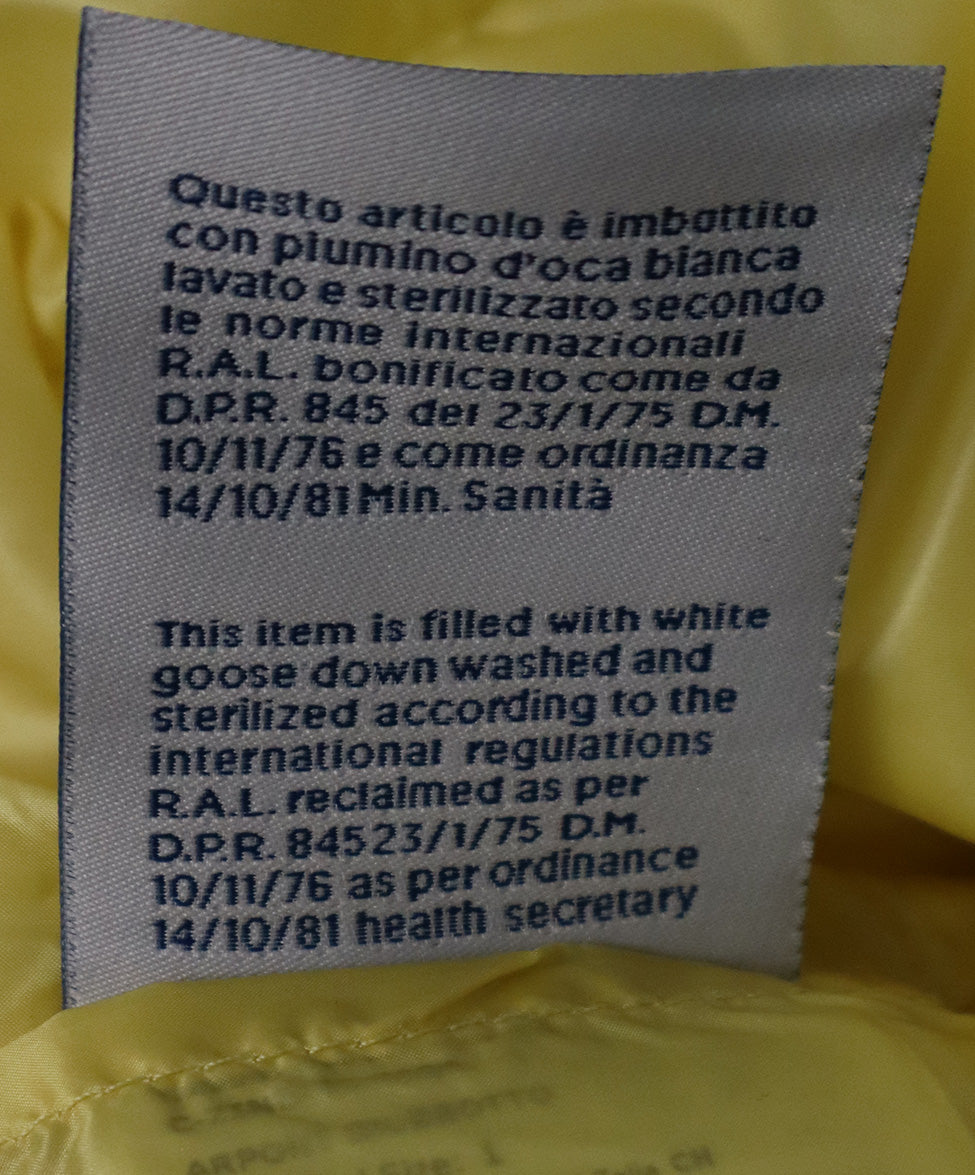 Questo articolo è imbottito
con piumino d'oca bianca
lavato e sterilizzato secondo
le norme internazionali
R.A.L. bonificato come da
D.P.R. 845 del 23/1/75 D.M.
10/11/76 e come ordinanza
14/10/81 Min. Sanità
This item is filled with white
goose down washed and
sterilized according to the
international regulations
R.A.L. reclaimed as per
D.P.R. 84523/1/75 D.M.
10/11/76 as per ordinance
14/10/81 health secretary